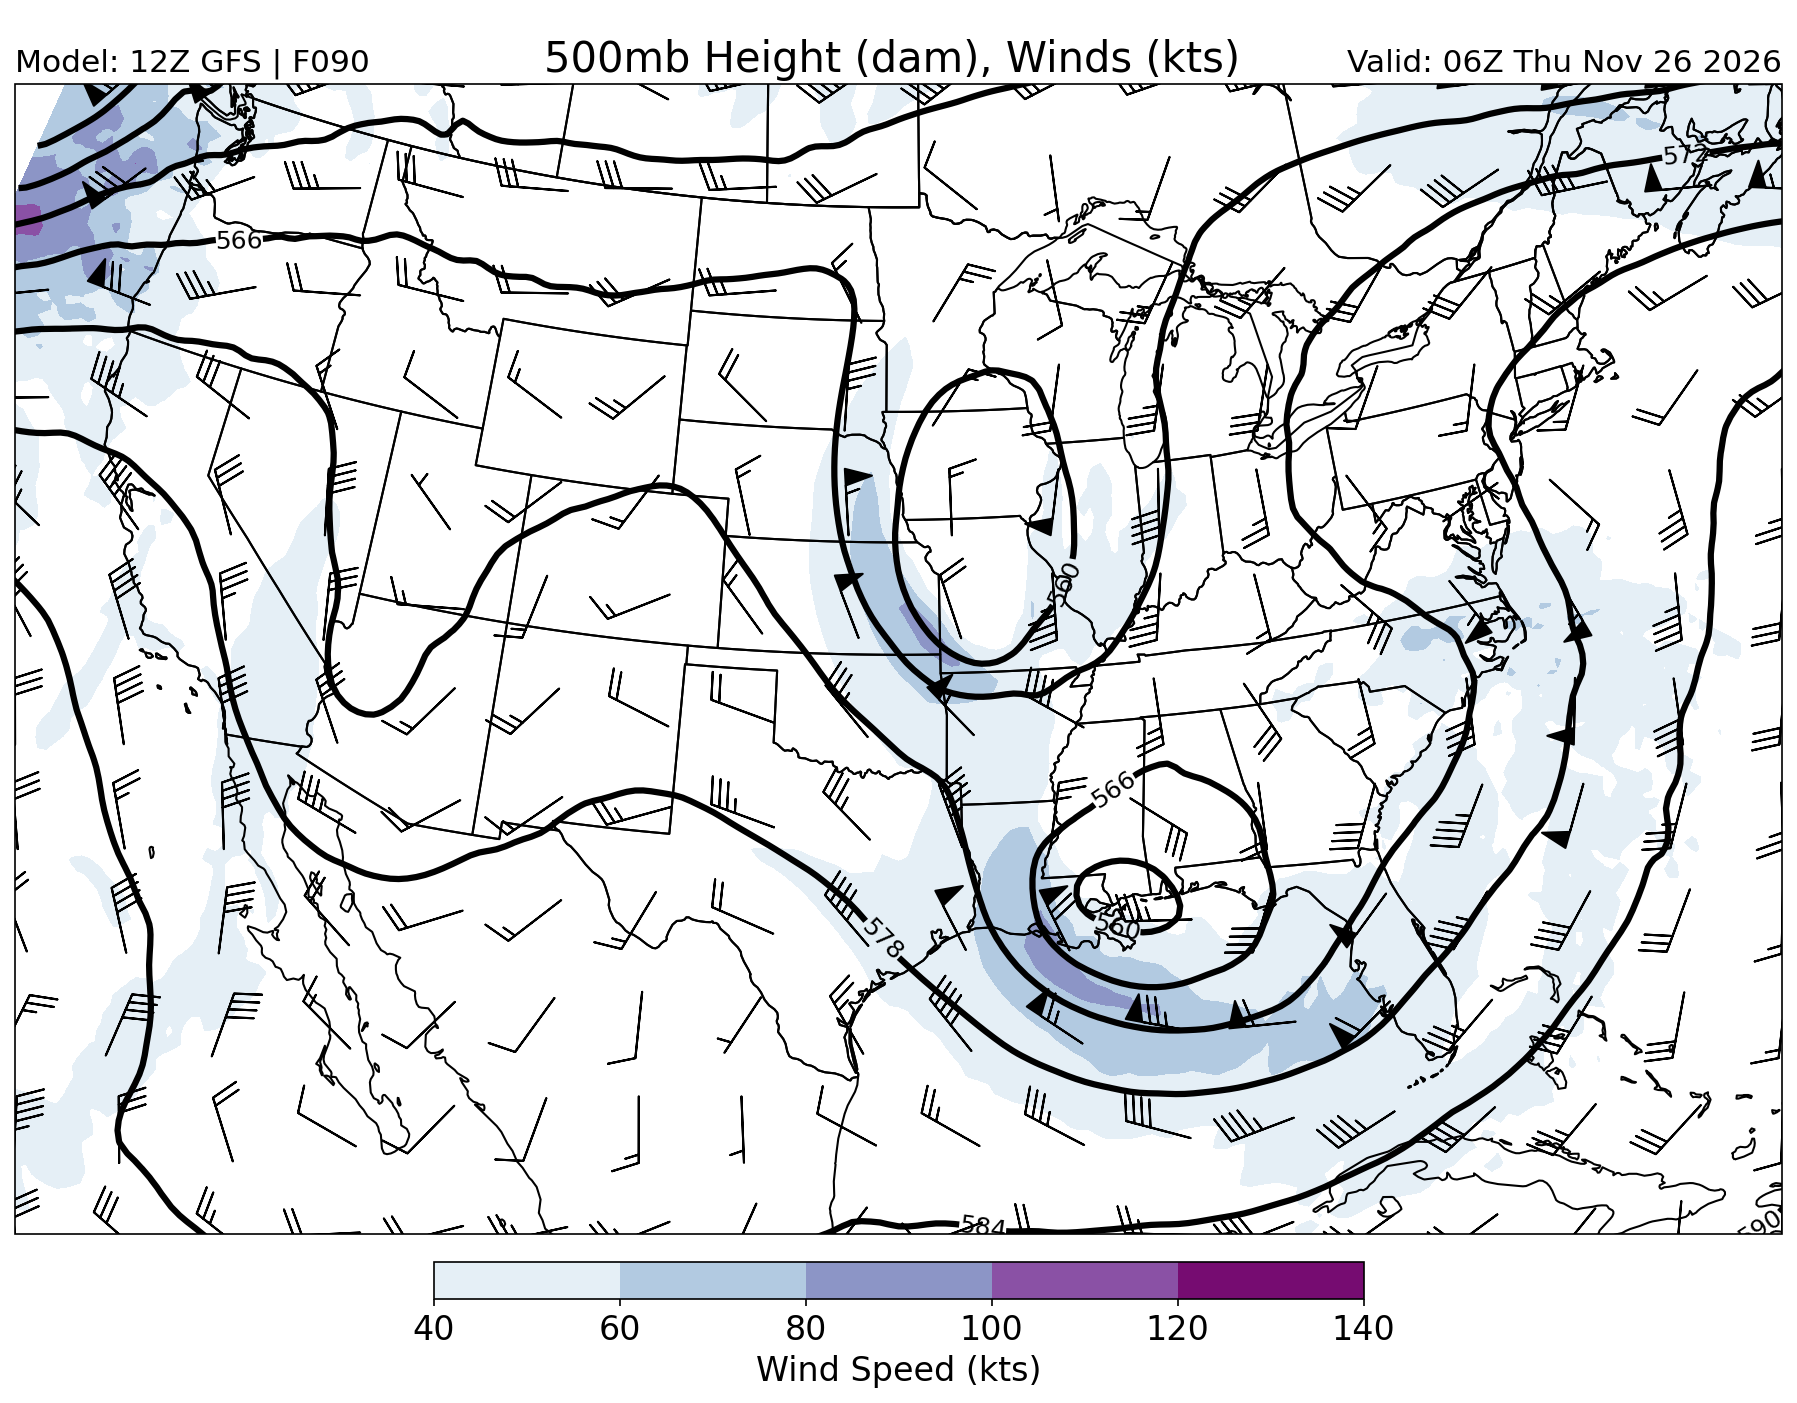 Model: 12Z GFS | F090
500mb Height (dam), Winds (kts)
Valid: 06Z Thu Nov 26 2026
572
566
560
566
560
578
584
590
40 60 80 100 120 140
Wind Speed (kts)